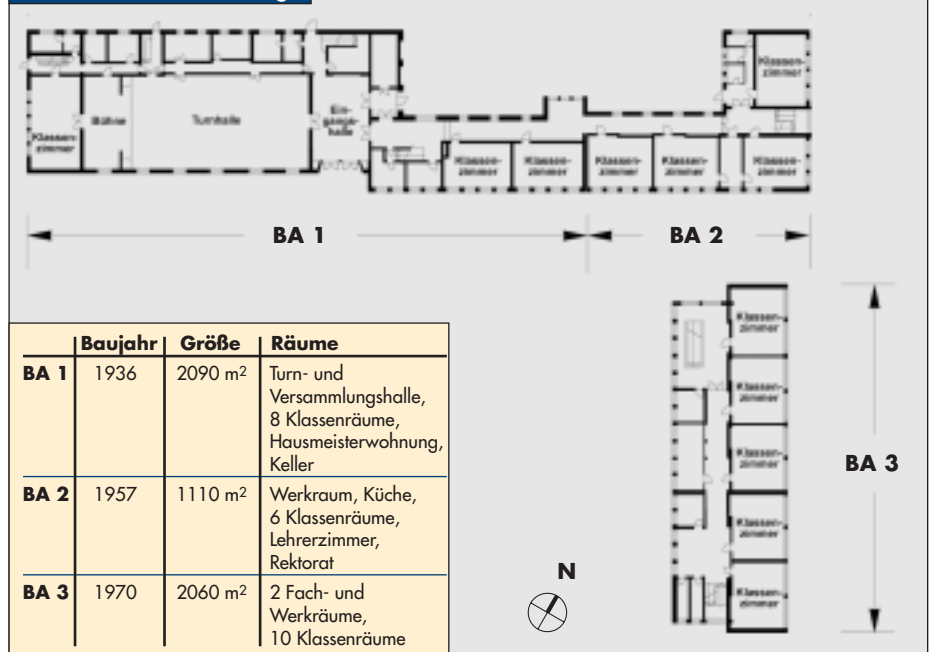 Klassen-
zimmer
Bühne
Turnhalle
Ein-
gangs-
halle
Klassen-
zimmer
Klassen-
zimmer
Klassen-
zimmer
Klassen-
zimmer
Klassen-
zimmer
Klassen-
zimmer
BA 1
BA 2
Klassen-
zimmer
Klassen-
zimmer
Klassen-
zimmer
Klassen-
zimmer
Klassen-
zimmer
BA 3
Baujahr Größe Räume
BA 1 1936 2090 m² Turn- und
Versammlungshalle,
8 Klassenräume,
Hausmeisterwohnung,
Keller
BA 2 1957 1110 m² Werkraum, Küche,
6 Klassenräume,
Lehrerzimmer,
Rektorat
BA 3 1970 2060 m² 2 Fach- und
Werkräume,
10 Klassenräume
N